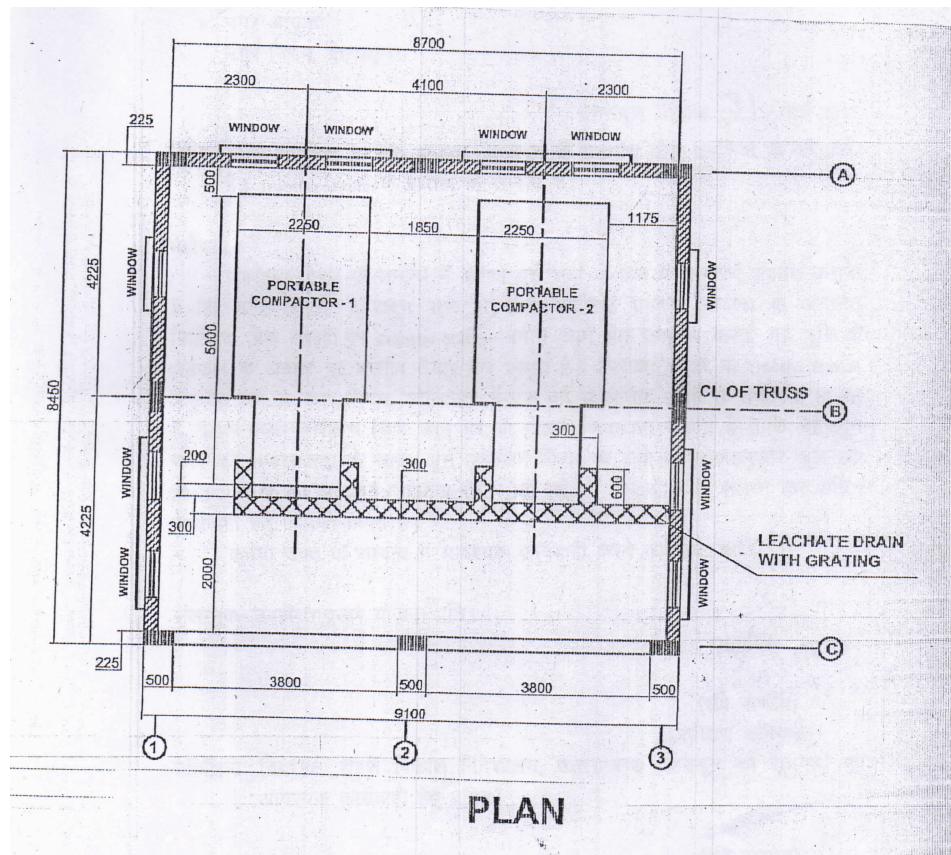 8700
2300 4100 2300
225
WINDOW WINDOW WINDOW WINDOW
A
500
2250 1850 2250 1175
4225
WINDOW
WINDOW
PORTABLE
COMPACTOR - 1
PORTABLE
COMPACTOR - 2
5000
8450
CL OF TRUSS
B
300
200
300
600
WINDOW
WINDOW
300
4225
LEACHATE DRAIN
WITH GRATING
2000
WINDOW
WINDOW
C
225
500 3800 500 3800 500
9100
1 2 3
PLAN